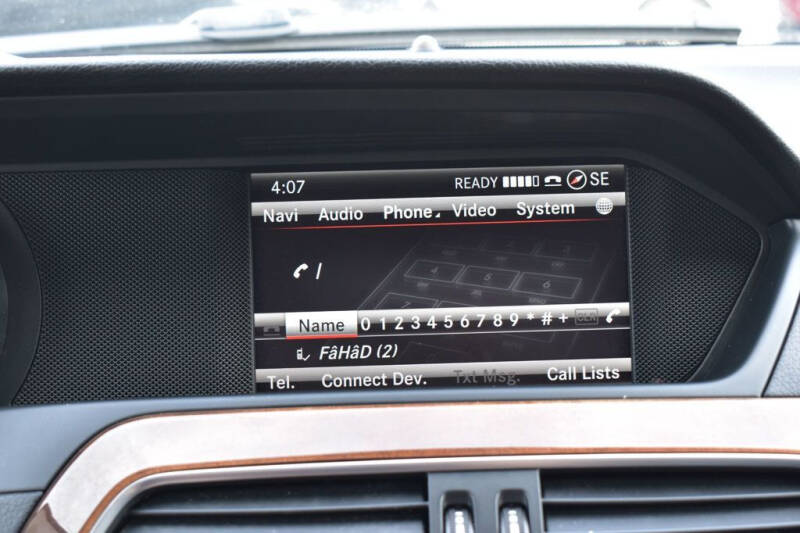 4:07 READY SE
Navi Audio Phone Video System
Name 0 1 2 3 4 5 6 7 8 9 * # + CLR
FâHâD (2)
Tel. Connect Dev. Txt Msg. Call Lists